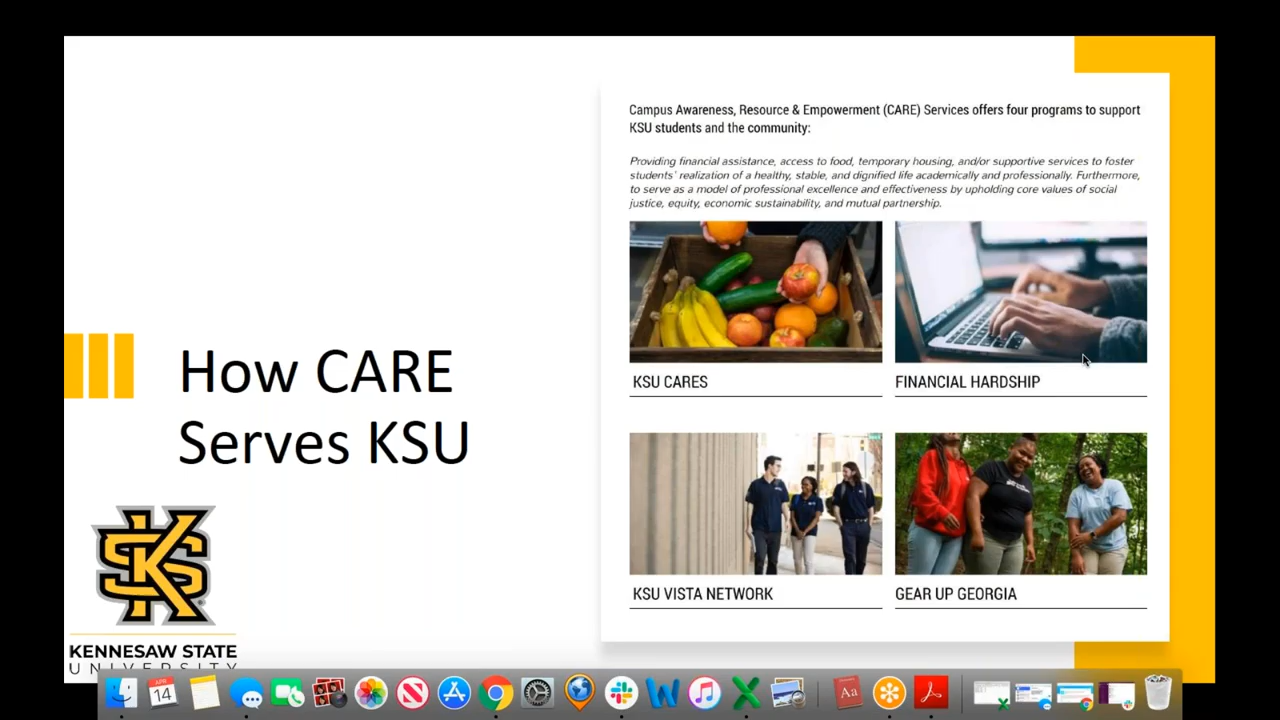 Campus Awareness, Resource & Empowerment (CARE) Services offers four programs to support
KSU students and the community:
Providing financial assistance, access to food, temporary housing, and/or supportive services to foster
students' realization of a healthy, stable, and dignified life academically and professionally. Furthermore,
to serve as a model of professional excellence and effectiveness by upholding core values of social
justice, equity, economic sustainability, and mutual partnership.
KSU CARES
FINANCIAL HARDSHIP
How CARE
Serves KSU
KSU VISTA NETWORK
GEAR UP GEORGIA
KS
KENNESAW STATE
UNIVERSITY
APR
14
Aa